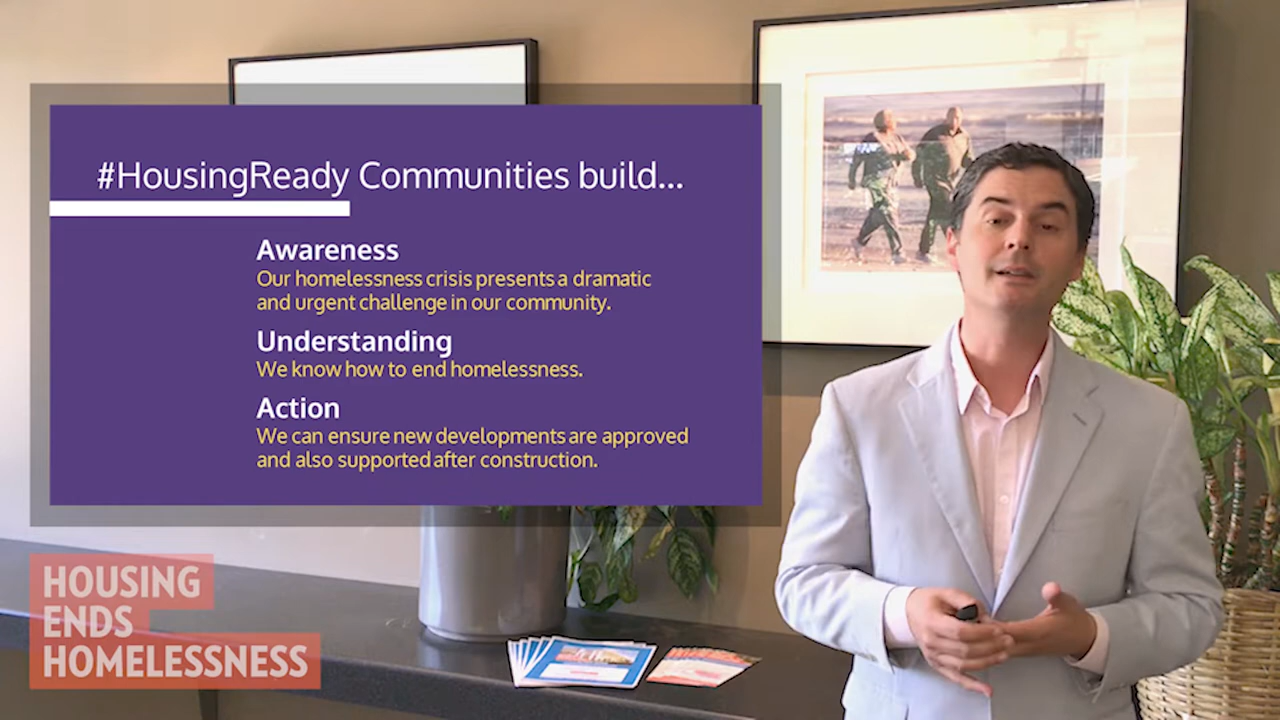 #HousingReady Communities build...
Awareness
Our homelessness crisis presents a dramatic
and urgent challenge in our community.
Understanding
We know how to end homelessness.
Action
We can ensure new developments are approved
and also supported after construction.
HOUSING
ENDS
HOMELESSNESS